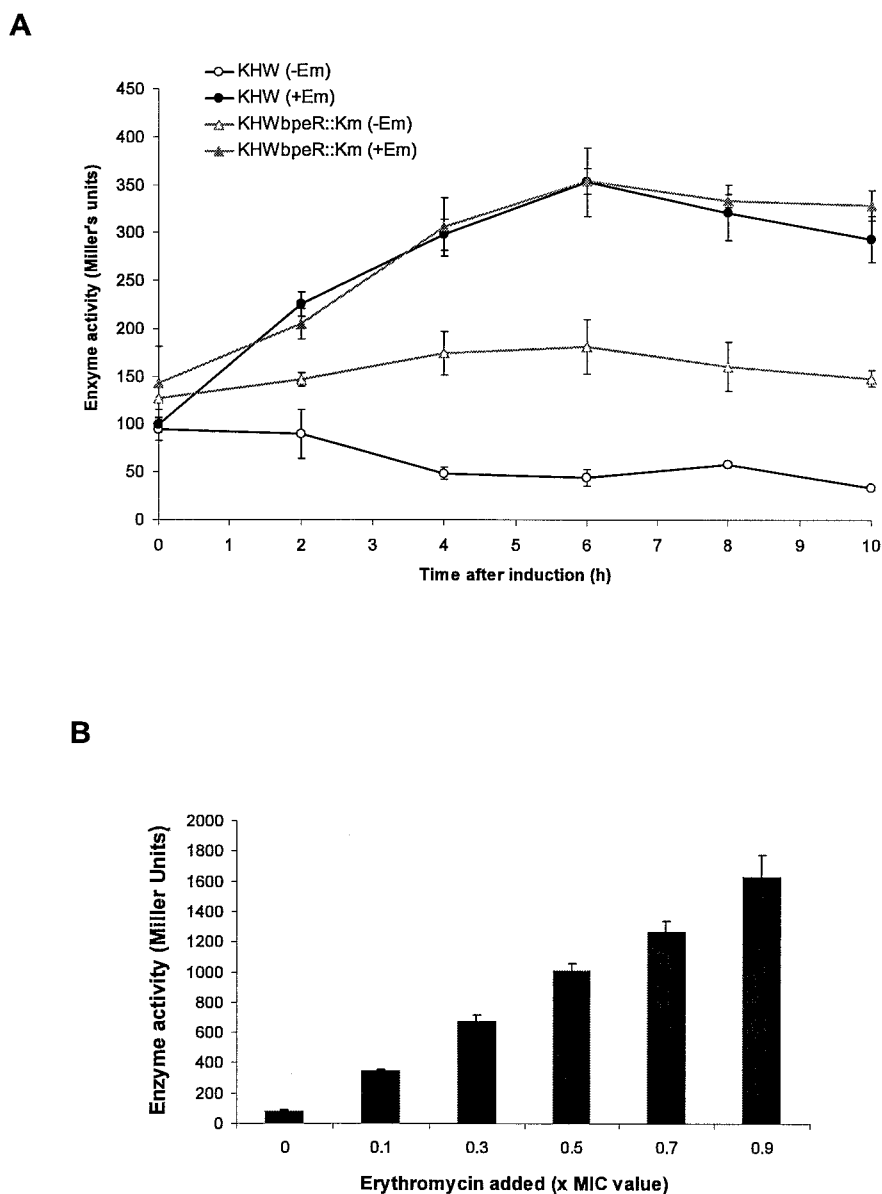 A
KHW (-Em)
KHW (+Em)
KHWbpeR::Km (-Em)
KHWbpeR::Km (+Em)
450
400
350
300
250
200
150
100
50
0
Enxyme activity (Miller's units)
0 1 2 3 4 5 6 7 8 9 10
Time after induction (h)
B
2000
1800
1600
1400
1200
1000
800
600
400
200
0
Enzyme activity (Miller Units)
0 0.1 0.3 0.5 0.7 0.9
Erythromycin added (x MIC value)